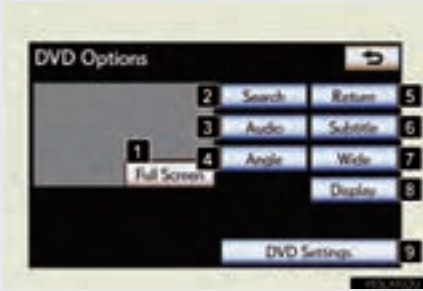 DVD Options
2 Search Return 5
3 Audio Subtitle 6
1
4 Angle Wide 7
Full Screen
Display 8
DVD Settings 9